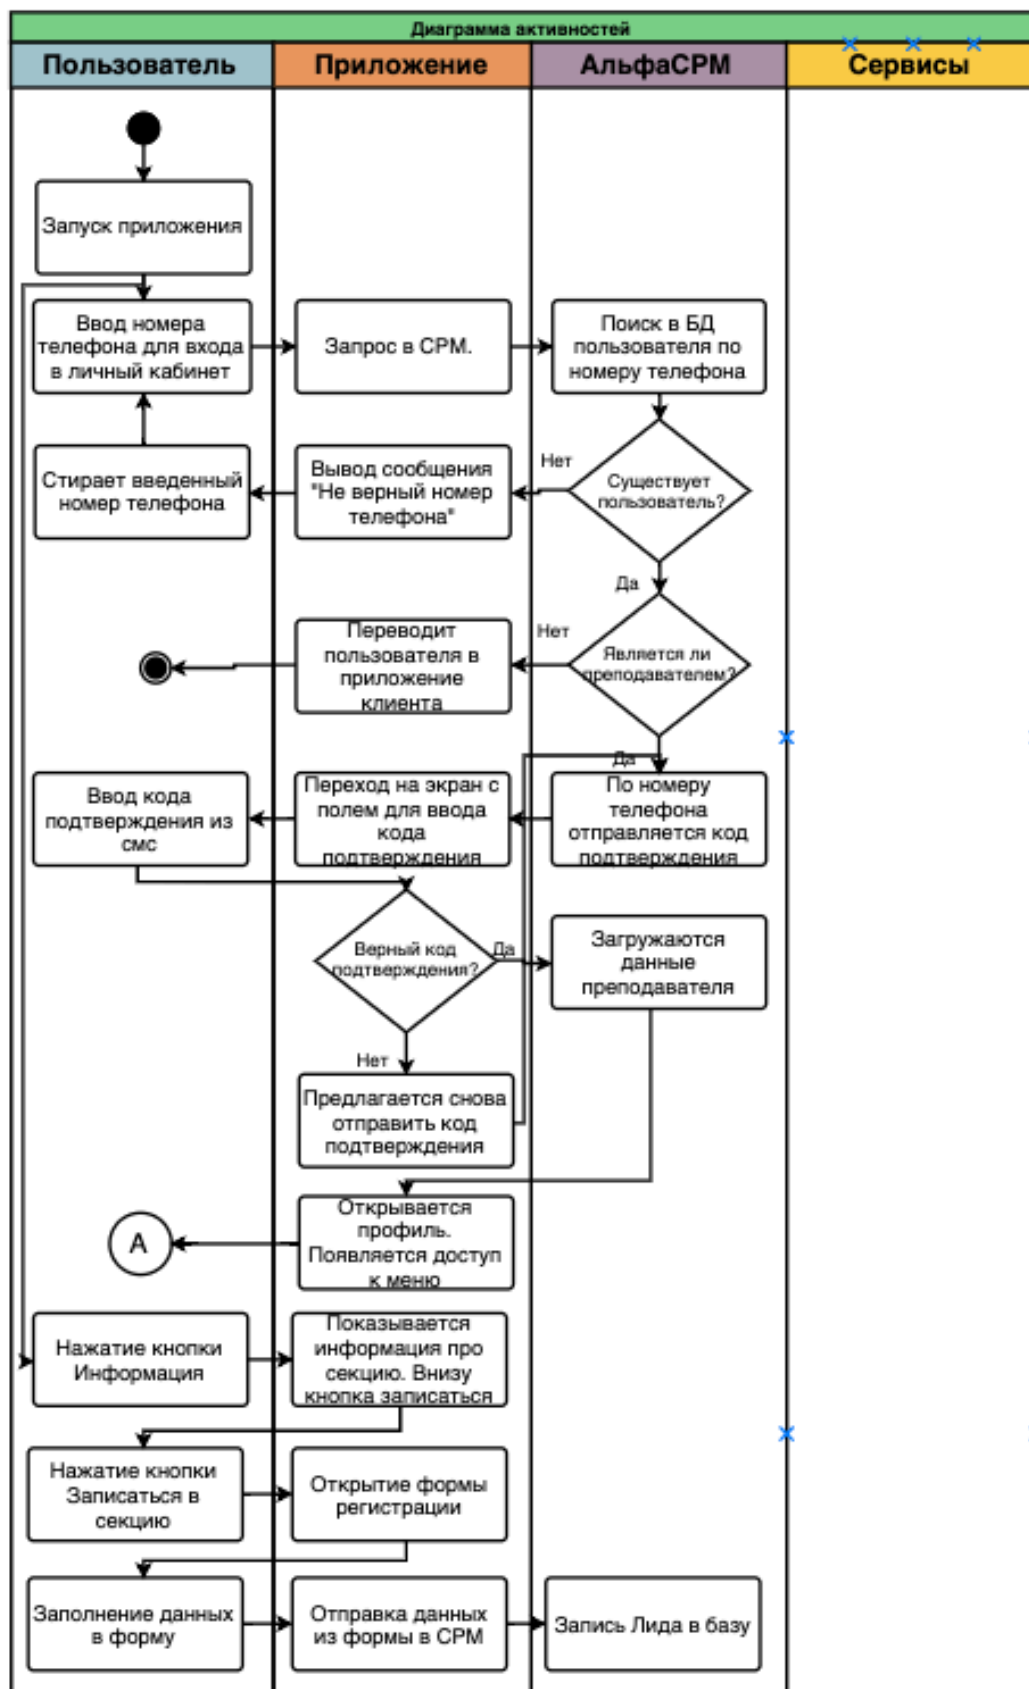 Диаграмма активностей
Пользователь
Приложение
АльфаСРМ
Сервисы
Запуск приложения
Ввод номера
телефона для входа
в личный кабинет
Запрос в СРМ.
Поиск в БД
пользователя по
номеру телефона
Стирает введенный
номер телефона
Вывод сообщения
"Не верный номер
телефона"
Нет
Существует
пользователь?
Да
Переводит
пользователя в
приложение
клиента
Нет
Является ли
преподавателем?
Да
Ввод кода
подтверждения из
смс
Переход на экран с
полем для ввода
кода
подтверждения
По номеру
телефона
отправляется код
подтверждения
Верный код
подтверждения?
Да
Загружаются
данные
преподавателя
Нет
Предлагается снова
отправить код
подтверждения
А
Открывается
профиль.
Появляется доступ
к меню
Нажатие кнопки
Информация
Показывается
информация про
секцию. Внизу
кнопка записаться
Нажатие кнопки
Записаться в
секцию
Открытие формы
регистрации
Заполнение данных
в форму
Отправка данных
из формы в СРМ
Запись Лида в базу